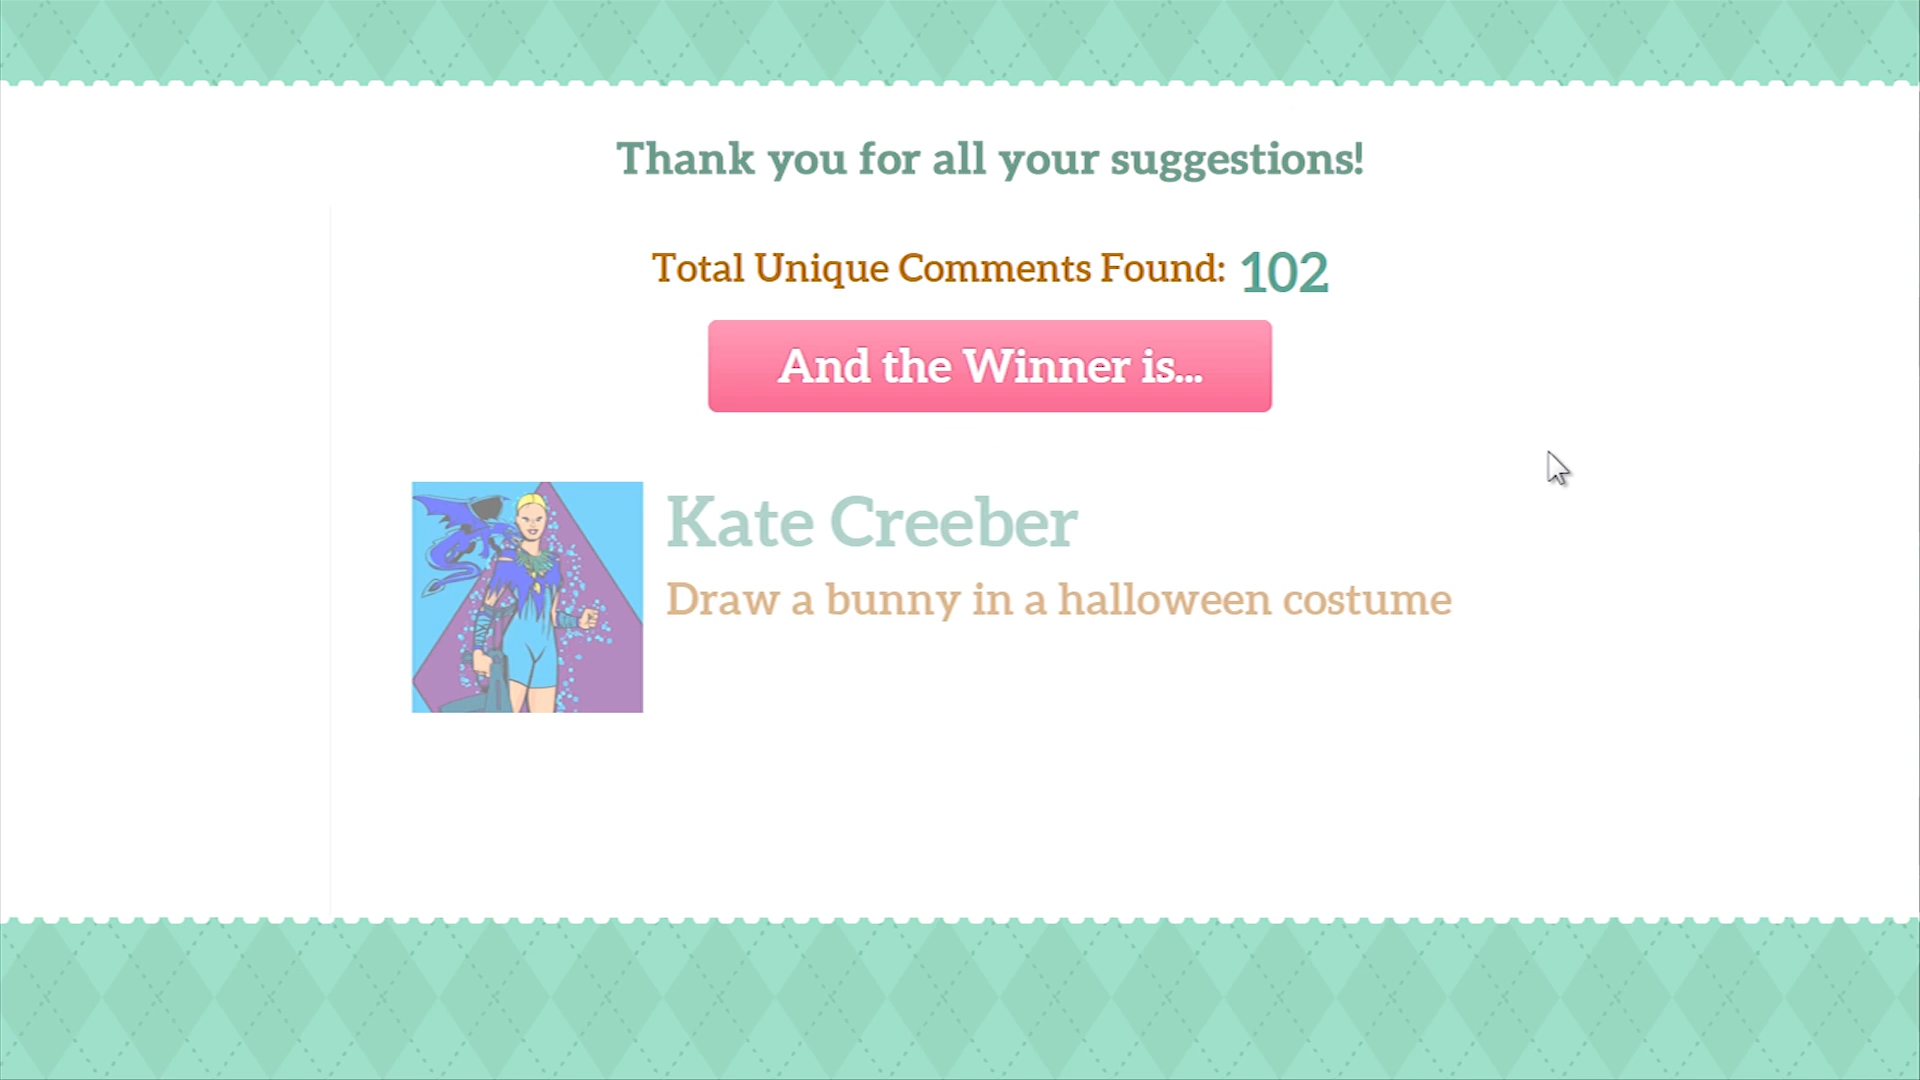 Thank you for all your suggestions!
Total Unique Comments Found: 102
And the Winner is...
Kate Creeber
Draw a bunny in a halloween costume